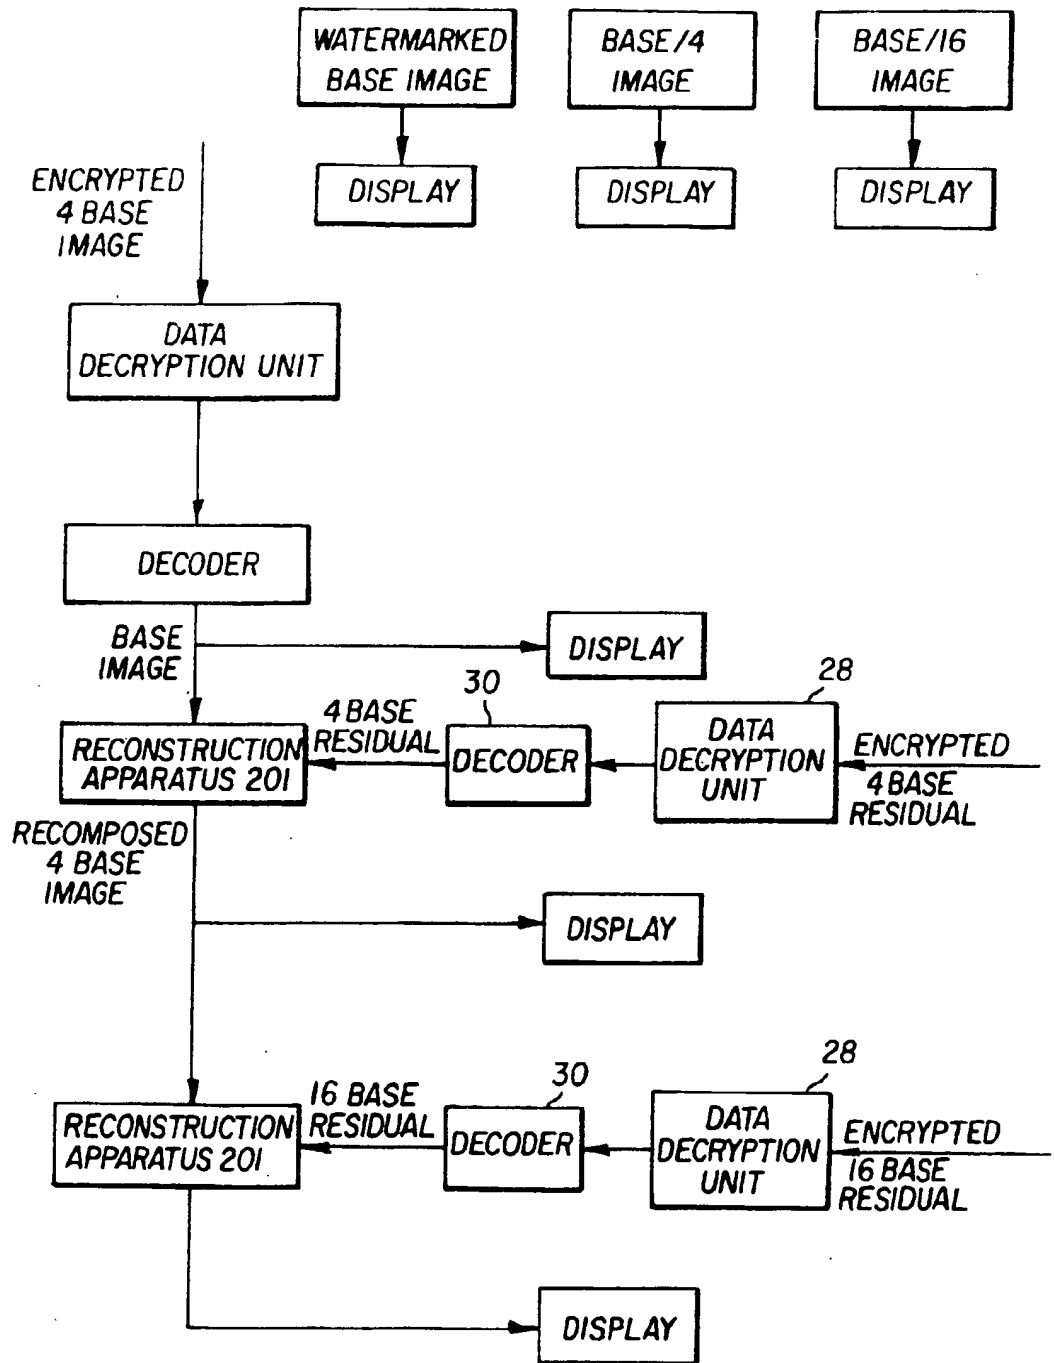 WATERMARKED
BASE IMAGE
BASE/4
IMAGE
BASE/16
IMAGE
DISPLAY
DISPLAY
DISPLAY
ENCRYPTED
4 BASE
IMAGE
DATA
DECRYPTION UNIT
DECODER
BASE
IMAGE
DISPLAY
RECONSTRUCTION
APPARATUS 201
4 BASE
RESIDUAL
30
DECODER
28
DATA
DECRYPTION
UNIT
ENCRYPTED
4 BASE
RESIDUAL
RECOMPOSED
4 BASE
IMAGE
DISPLAY
RECONSTRUCTION
APPARATUS 201
16 BASE
RESIDUAL
30
DECODER
28
DATA
DECRYPTION
UNIT
ENCRYPTED
16 BASE
RESIDUAL
DISPLAY